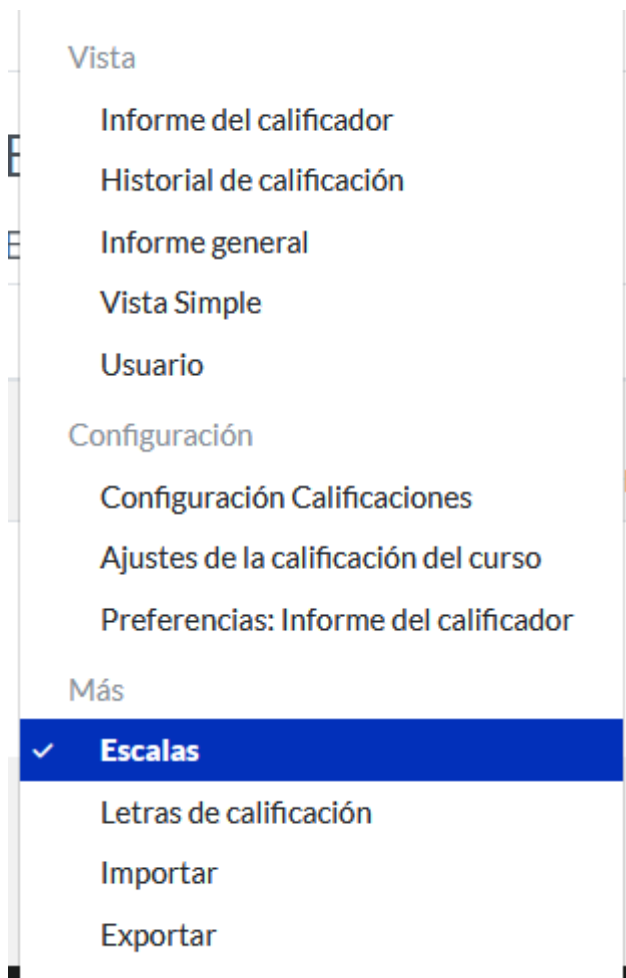 Vista
Informe del calificador
Historial de calificación
Informe general
Vista Simple
Usuario
Configuración
Configuración Calificaciones
Ajustes de la calificación del curso
Preferencias: Informe del calificador
Más
Escalas
Letras de calificación
Importar
Exportar